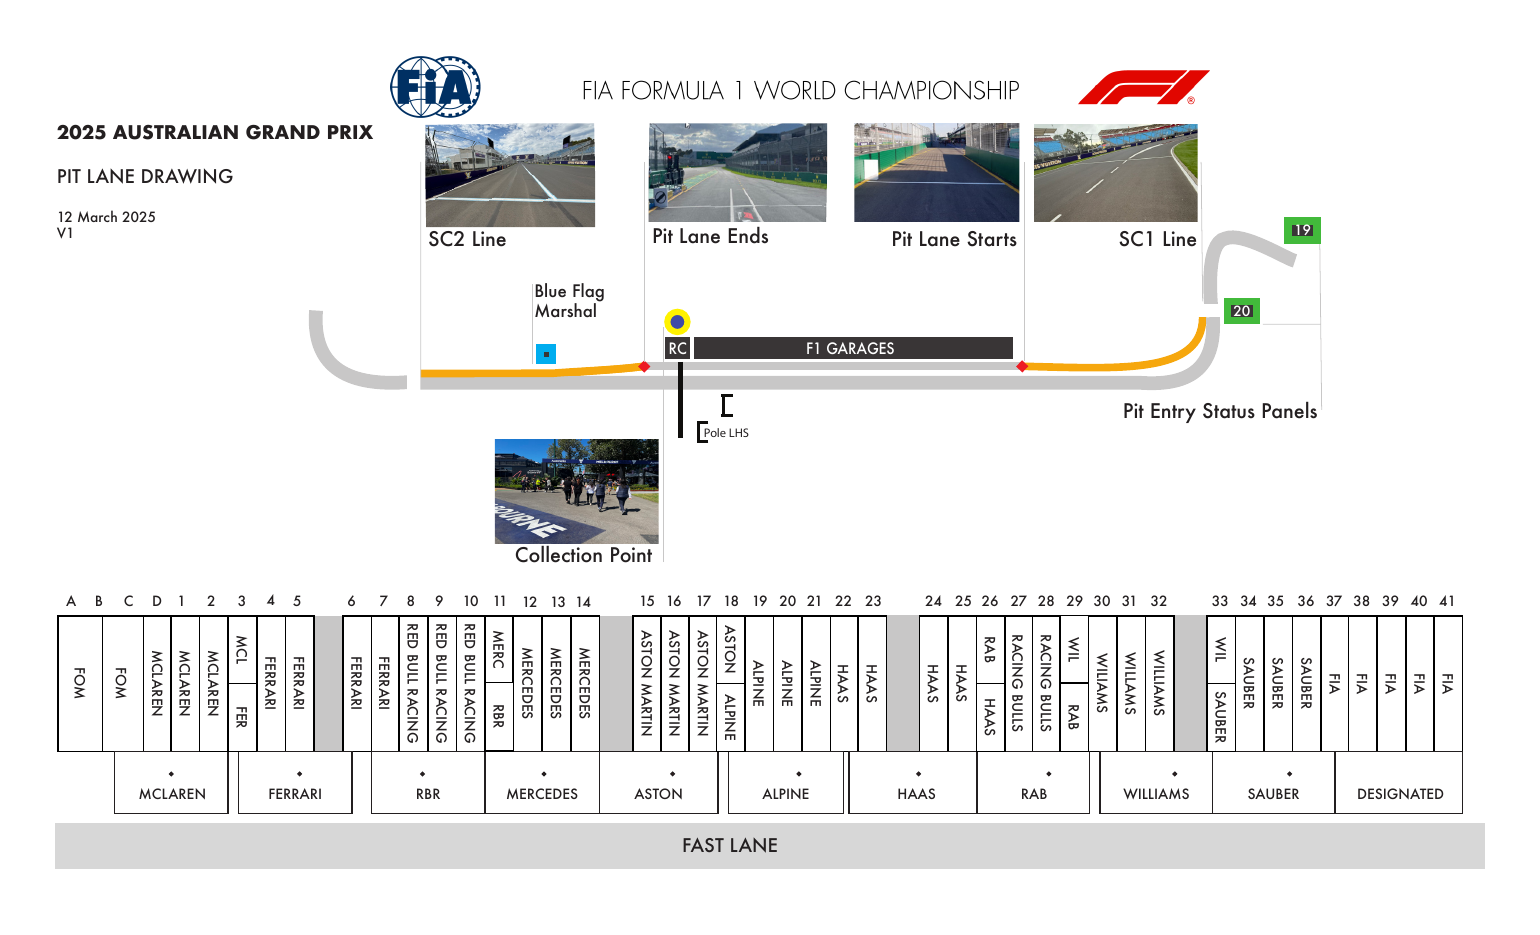 FiA
FIA FORMULA 1 WORLD CHAMPIONSHIP
F1
®
2025 AUSTRALIAN GRAND PRIX
PIT LANE DRAWING
12 March 2025
V1
SC2 Line
Pit Lane Ends
Pit Lane Starts
SC1 Line
19
20
Blue Flag
Marshal
RC
F1 GARAGES
Pit Entry Status Panels
Pole LHS
BOURNE
Collection Point
A B C D 1 2 3 4 5 6 7 8 9 10 11 12 13 14 15 16 17 18 19 20 21 22 23 24 25 26 27 28 29 30 31 32 33 34 35 36 37 38 39 40 41
FOM
FOM
MCLAREN
MCLAREN
MCLAREN
MCL
FER
FERRARI
FERRARI
FERRARI
FERRARI
RED BULL RACING
RED BULL RACING
RED BULL RACING
MERC
RBR
MERCEDES
MERCEDES
MERCEDES
ASTON MARTIN
ASTON MARTIN
ASTON MARTIN
ASTON
ALPINE
ALPINE
ALPINE
ALPINE
HAAS
HAAS
HAAS
HAAS
RAB
HAAS
RACING BULLS
RACING BULLS
WIL
RAB
WILLIAMS
WILLAMS
WILLIAMS
WIL
SAUBER
SAUBER
SAUBER
SAUBER
FIA
FIA
FIA
FIA
FIA
MCLAREN
FERRARI
RBR
MERCEDES
ASTON
ALPINE
HAAS
RAB
WILLIAMS
SAUBER
DESIGNATED
FAST LANE